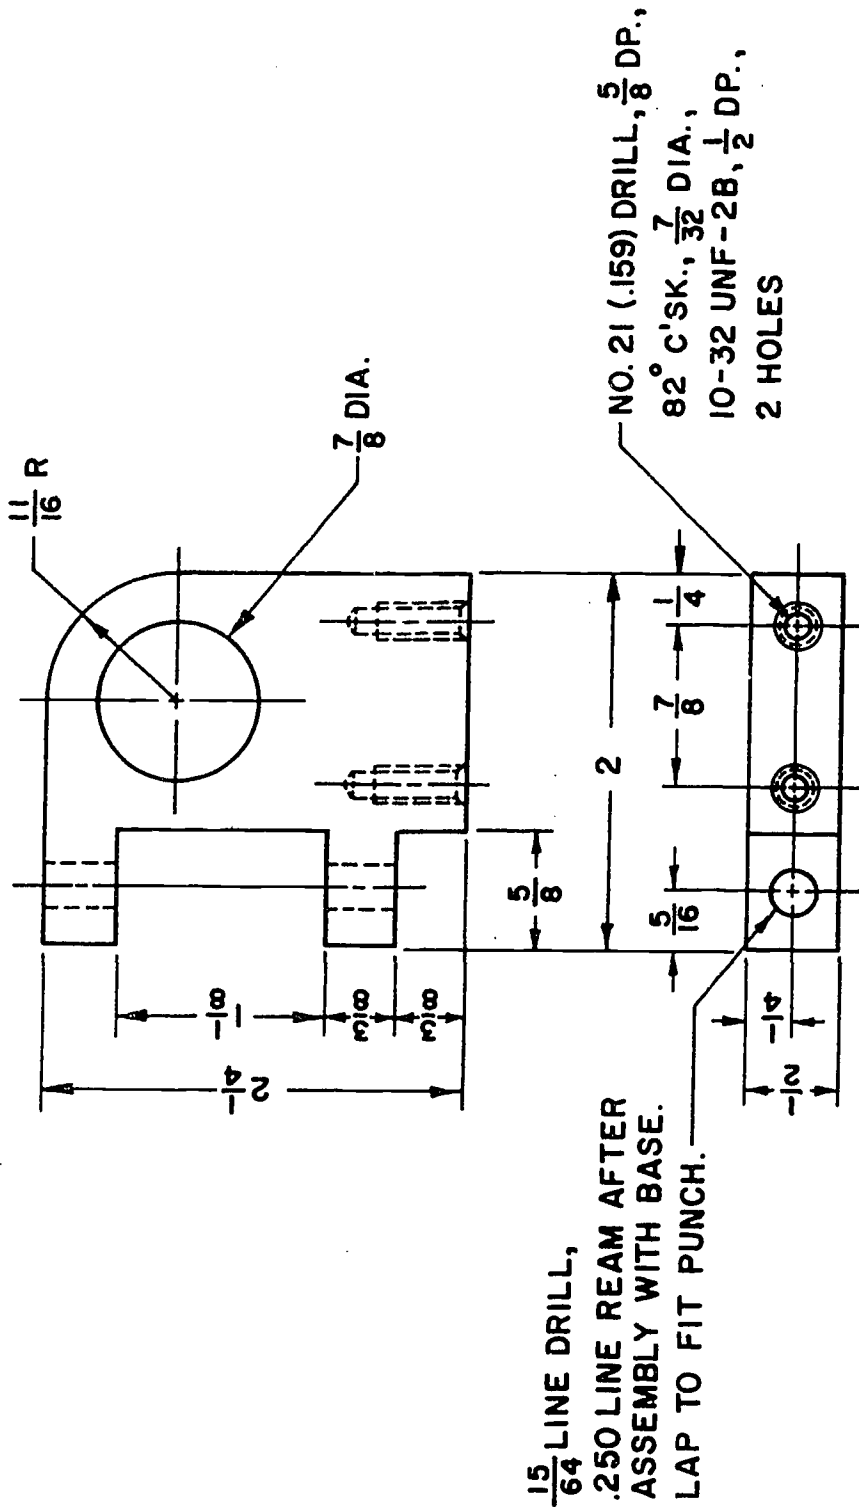 11/16 R
7/8 DIA.
2 1/4
1 1/8
3/8
3/8
5/8
2
5/16
7/8
1/4
1/4
1/2
NO. 21 (.159) DRILL, 5/8 DP.,
82° C'SK., 7/32 DIA.,
10-32 UNF-2B, 1/2 DP.,
2 HOLES
15/64 LINE DRILL,
.250 LINE REAM AFTER
ASSEMBLY WITH BASE.
LAP TO FIT PUNCH.